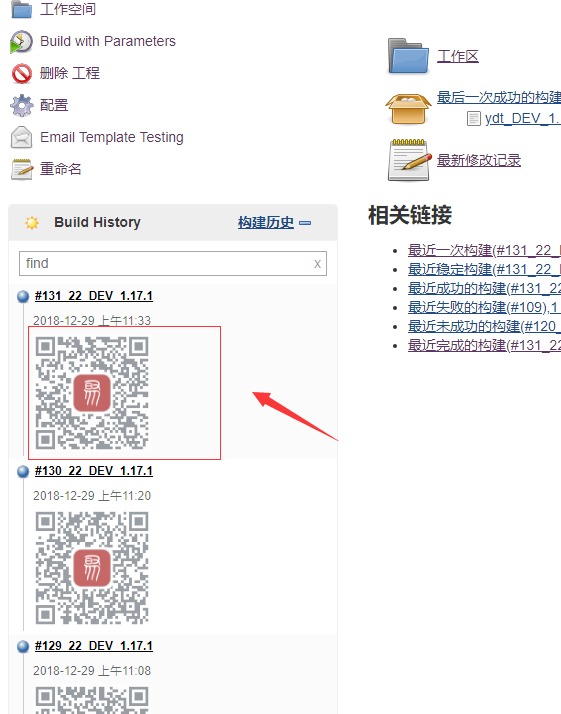 工作空间
Build with Parameters
删除 工程
配置
Email Template Testing
重命名
Build History
构建历史
find
x
#131_22_DEV_1.17.1
2018-12-29 上午11:33
易
#130_22_DEV_1.17.1
2018-12-29 上午11:20
易
#129_22_DEV_1.17.1
2018-12-29 上午11:08
工作区
最后一次成功的构建
ydt_DEV_1.
最新修改记录
相关链接
最近一次构建(#131_22_
最近稳定构建(#131_22_
最近成功的构建(#131_22
最近失败的构建(#109),1
最近未成功的构建(#120_
最近完成的构建(#131_22